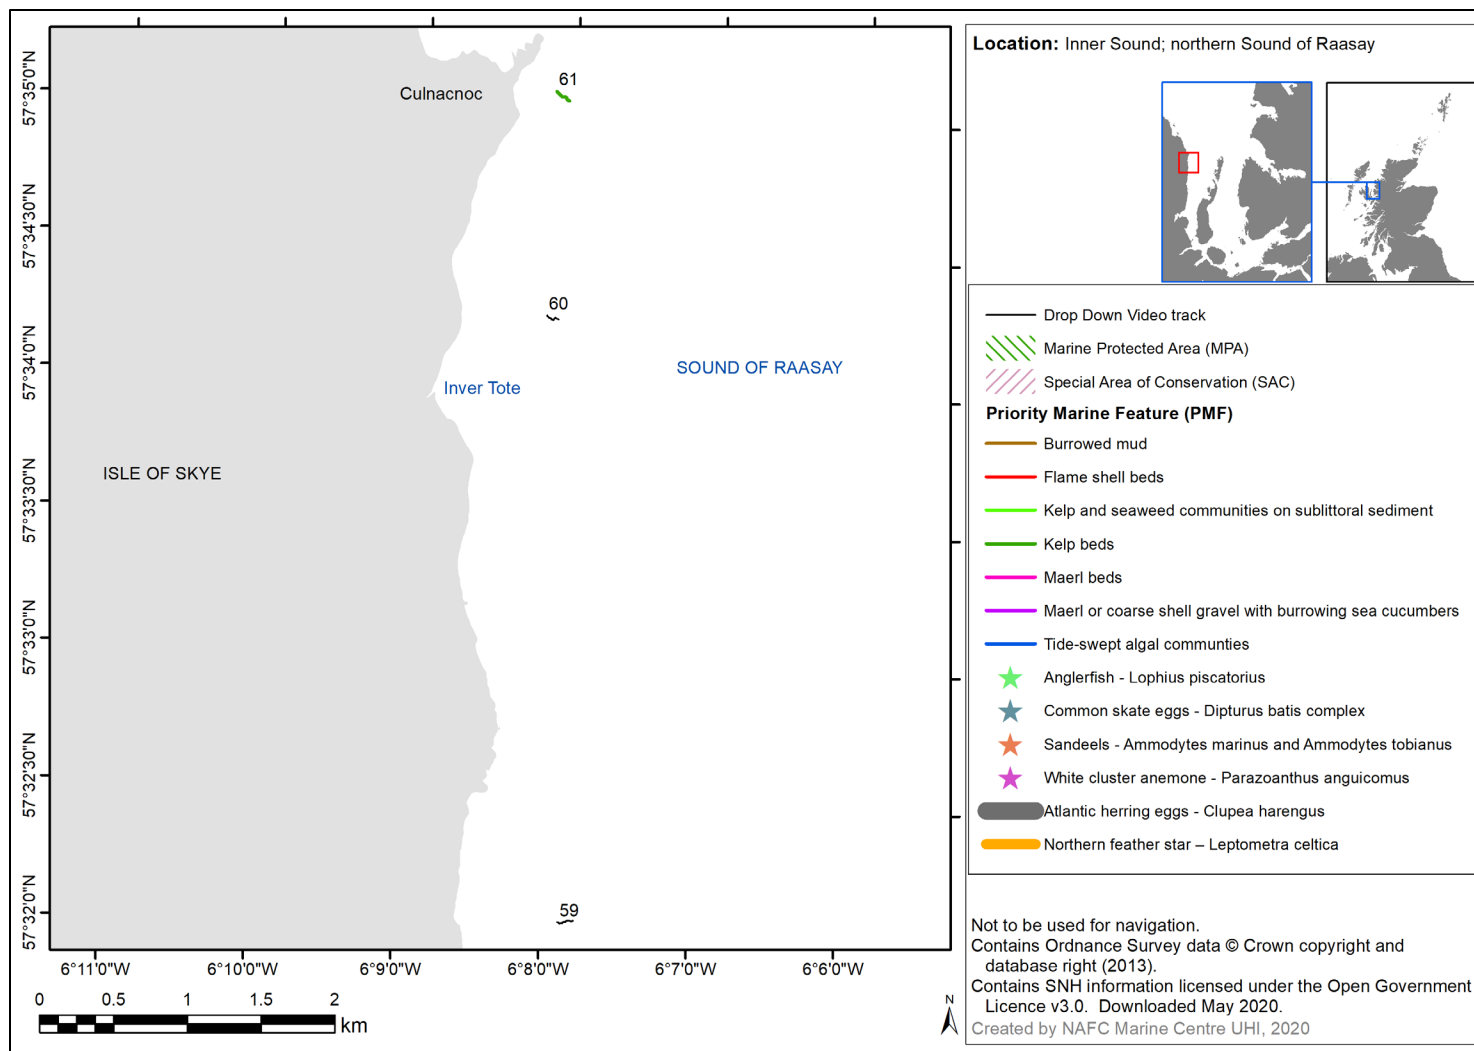 61
Culnacnoc
60
SOUND OF RAASAY
Inver Tote
ISLE OF SKYE
59
57°35'0"N
57°34'30"N
57°34'0"N
57°33'30"N
57°33'0"N
57°32'30"N
57°32'0"N
6°11'0"W
6°10'0"W
6°9'0"W
6°8'0"W
6°7'0"W
6°6'0"W
0 0.5 1 1.5 2
km
N
Location: Inner Sound; northern Sound of Raasay
Drop Down Video track
Marine Protected Area (MPA)
Special Area of Conservation (SAC)
Priority Marine Feature (PMF)
Burrowed mud
Flame shell beds
Kelp and seaweed communities on sublittoral sediment
Kelp beds
Maerl beds
Maerl or coarse shell gravel with burrowing sea cucumbers
Tide-swept algal communties
Anglerfish - Lophius piscatorius
Common skate eggs - Dipturus batis complex
Sandeels - Ammodytes marinus and Ammodytes tobianus
White cluster anemone - Parazoanthus anguicomus
Atlantic herring eggs - Clupea harengus
Northern feather star – Leptometra celtica
Not to be used for navigation.
Contains Ordnance Survey data © Crown copyright and
database right (2013).
Contains SNH information licensed under the Open Government
Licence v3.0. Downloaded May 2020.
Created by NAFC Marine Centre UHI, 2020